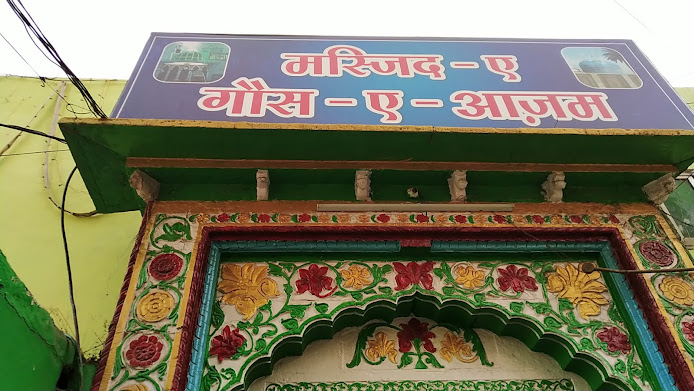 मस्जिद - ए
गौस - ए - आज़म